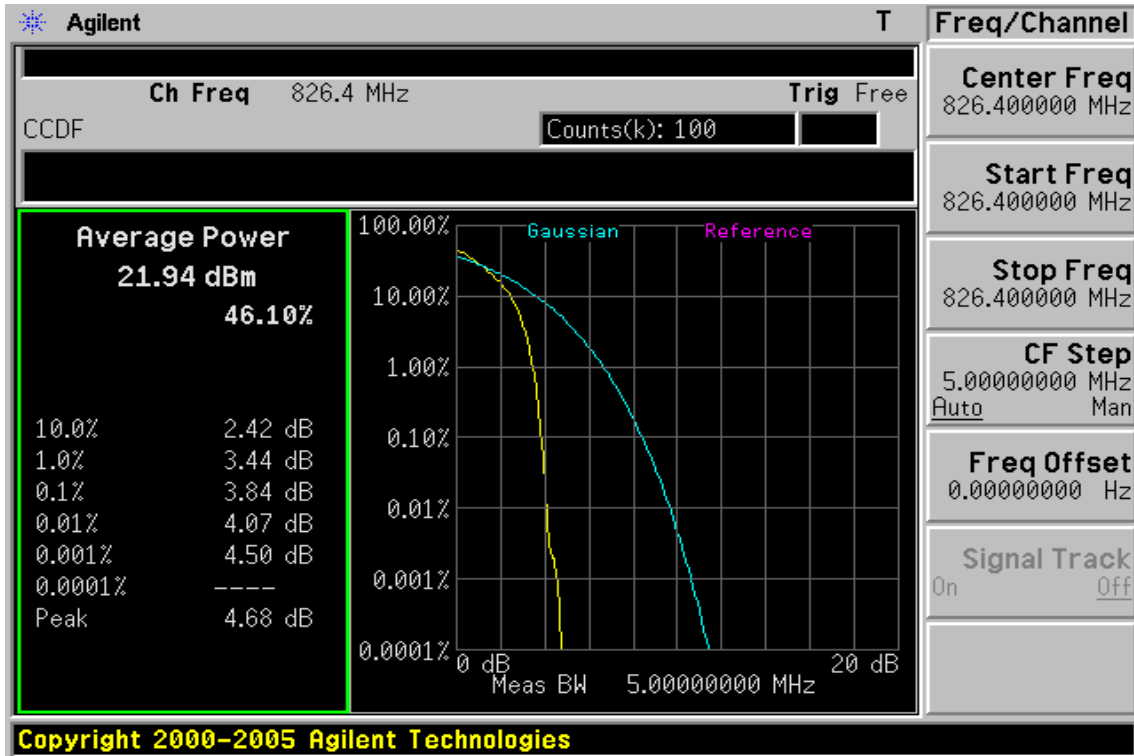 Agilent T
Ch Freq 826.4 MHz Trig Free
CCDF Counts(k): 100
Average Power
21.94 dBm
46.10%
10.0% 2.42 dB
1.0% 3.44 dB
0.1% 3.84 dB
0.01% 4.07 dB
0.001% 4.50 dB
0.0001% ----
Peak 4.68 dB
Gaussian Reference
100.00%
10.00%
1.00%
0.10%
0.01%
0.001%
0.0001%
0 dB 20 dB
Meas BW 5.00000000 MHz
Freq/Channel
Center Freq
826.400000 MHz
Start Freq
826.400000 MHz
Stop Freq
826.400000 MHz
CF Step
5.00000000 MHz
Auto Man
Freq Offset
0.00000000 Hz
Signal Track
On Off
Copyright 2000-2005 Agilent Technologies